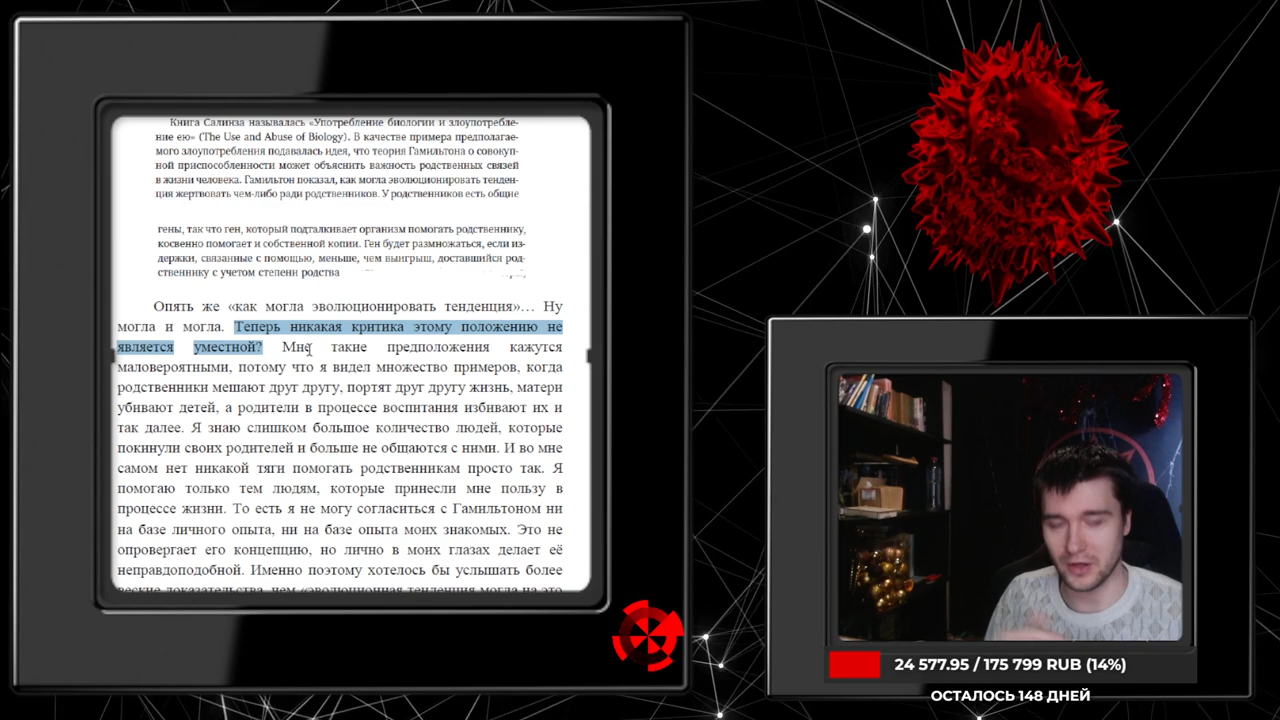 Книга Салинза называлась «Употребление биологии и злоупотребле-
ние ею» (The Use and Abuse of Biology). В качестве примера предполагае-
мого злоупотребления подавалась идея, что теория Гамильтона о совокуп-
ной приспособленности может объяснить важность родственных связей
в жизни человека. Гамильтон показал, как могла эволюционировать тенден-
ция жертвовать чем-либо ради родственников. У родственников есть общие
гены, так что ген, который подталкивает организм помогать родственнику,
косвенно помогает и собственной копии. Ген будет размножаться, если из-
держки, связанные с помощью, меньше, чем выигрыш, доставшийся род-
ственнику с учетом степени родства
Опять же «как могла эволюционировать тенденция»… Ну
могла и могла. Теперь никакая критика этому положению не
является уместной? Мне такие предположения кажутся
маловероятными, потому что я видел множество примеров, когда
родственники мешают друг другу, портят друг другу жизнь, матери
убивают детей, а родители в процессе воспитания избивают их и
так далее. Я знаю слишком большое количество людей, которые
покинули своих родителей и больше не общаются с ними. И во мне
самом нет никакой тяги помогать родственникам просто так. Я
помогаю только тем людям, которые принесли мне пользу в
процессе жизни. То есть я не могу согласиться с Гамильтоном ни
на базе личного опыта, ни на базе опыта моих знакомых. Это не
опровергает его концепцию, но лично в моих глазах делает её
неправдоподобной. Именно поэтому хотелось бы услышать более
веские доказательства, чем «эволюционная тенденция могла на это
24 577.95 / 175 799 RUB (14%)
ОСТАЛОСЬ 148 ДНЕЙ